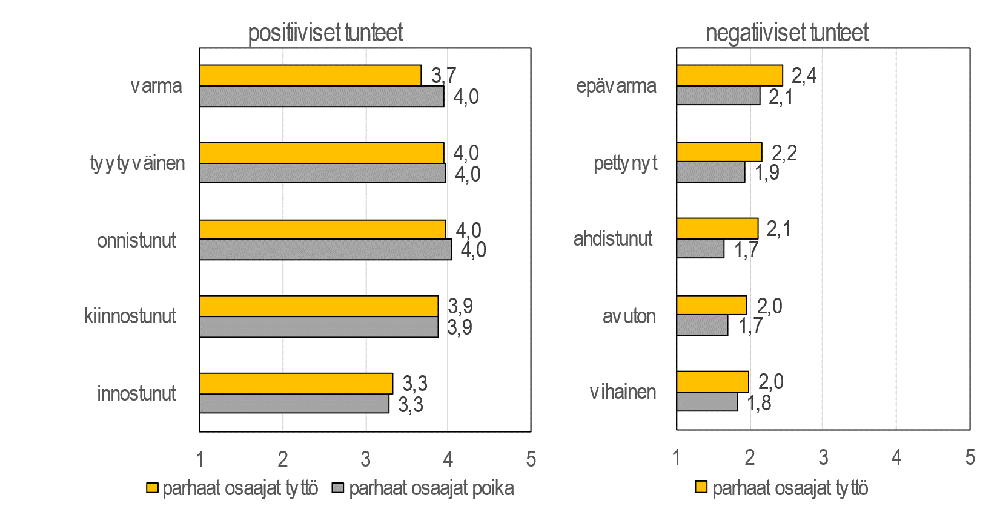 positiiviset tunteet
varma
3,7
4,0
tyytyväinen
4,0
4,0
onnistunut
4,0
4,0
kiinnostunut
3,9
3,9
innostunut
3,3
3,3
1 2 3 4 5
parhaat osaajat tyttö parhaat osaajat poika
negatiiviset tunteet
epävarma
2,4
2,1
pettynyt
2,2
1,9
ahdistunut
2,1
1,7
avuton
2,0
1,7
vihainen
2,0
1,8
1 2 3 4 5
parhaat osaajat tyttö